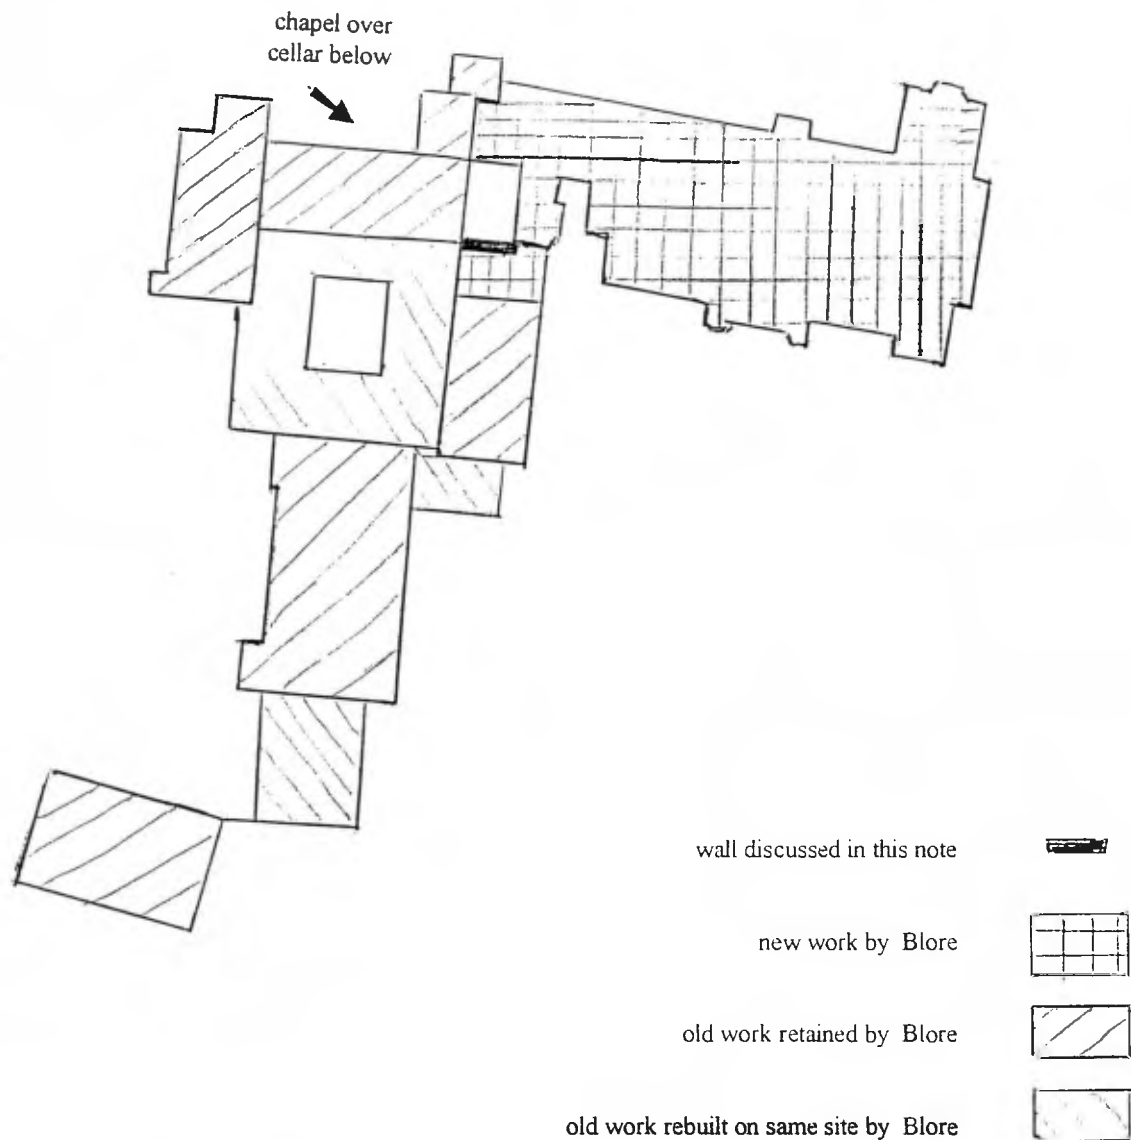 chapel over
cellar below
wall discussed in this note
new work by Blore
old work retained by Blore
old work rebuilt on same site by Blore